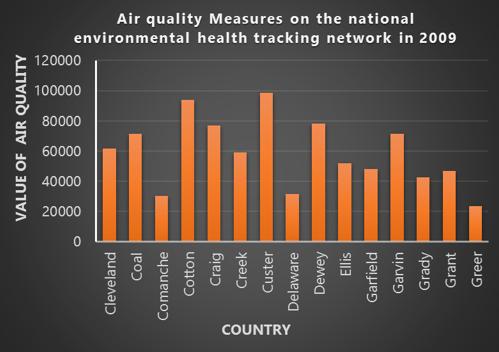 Air quality Measures on the national
environmental health tracking network in 2009
VALUE OF AIR QUALITY
120000
100000
80000
60000
40000
20000
0
Cleveland
Coal
Comanche
Cotton
Craig
Creek
Custer
Delaware
Dewey
Ellis
Garfield
Garvin
Grady
Grant
Greer
COUNTRY